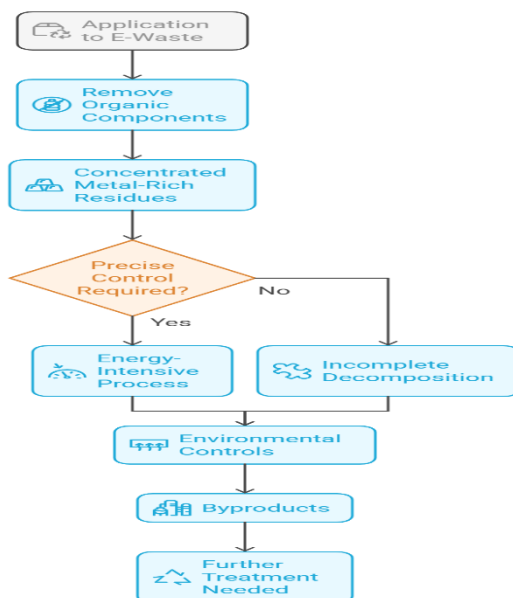 Application
to E-Waste
Remove
Organic
Components
Concentrated
Metal-Rich
Residues
Precise
Control
Required?
No
Yes
Energy-
Intensive
Process
Incomplete
Decomposition
Environmental
Controls
Byproducts
Further
Treatment
Needed